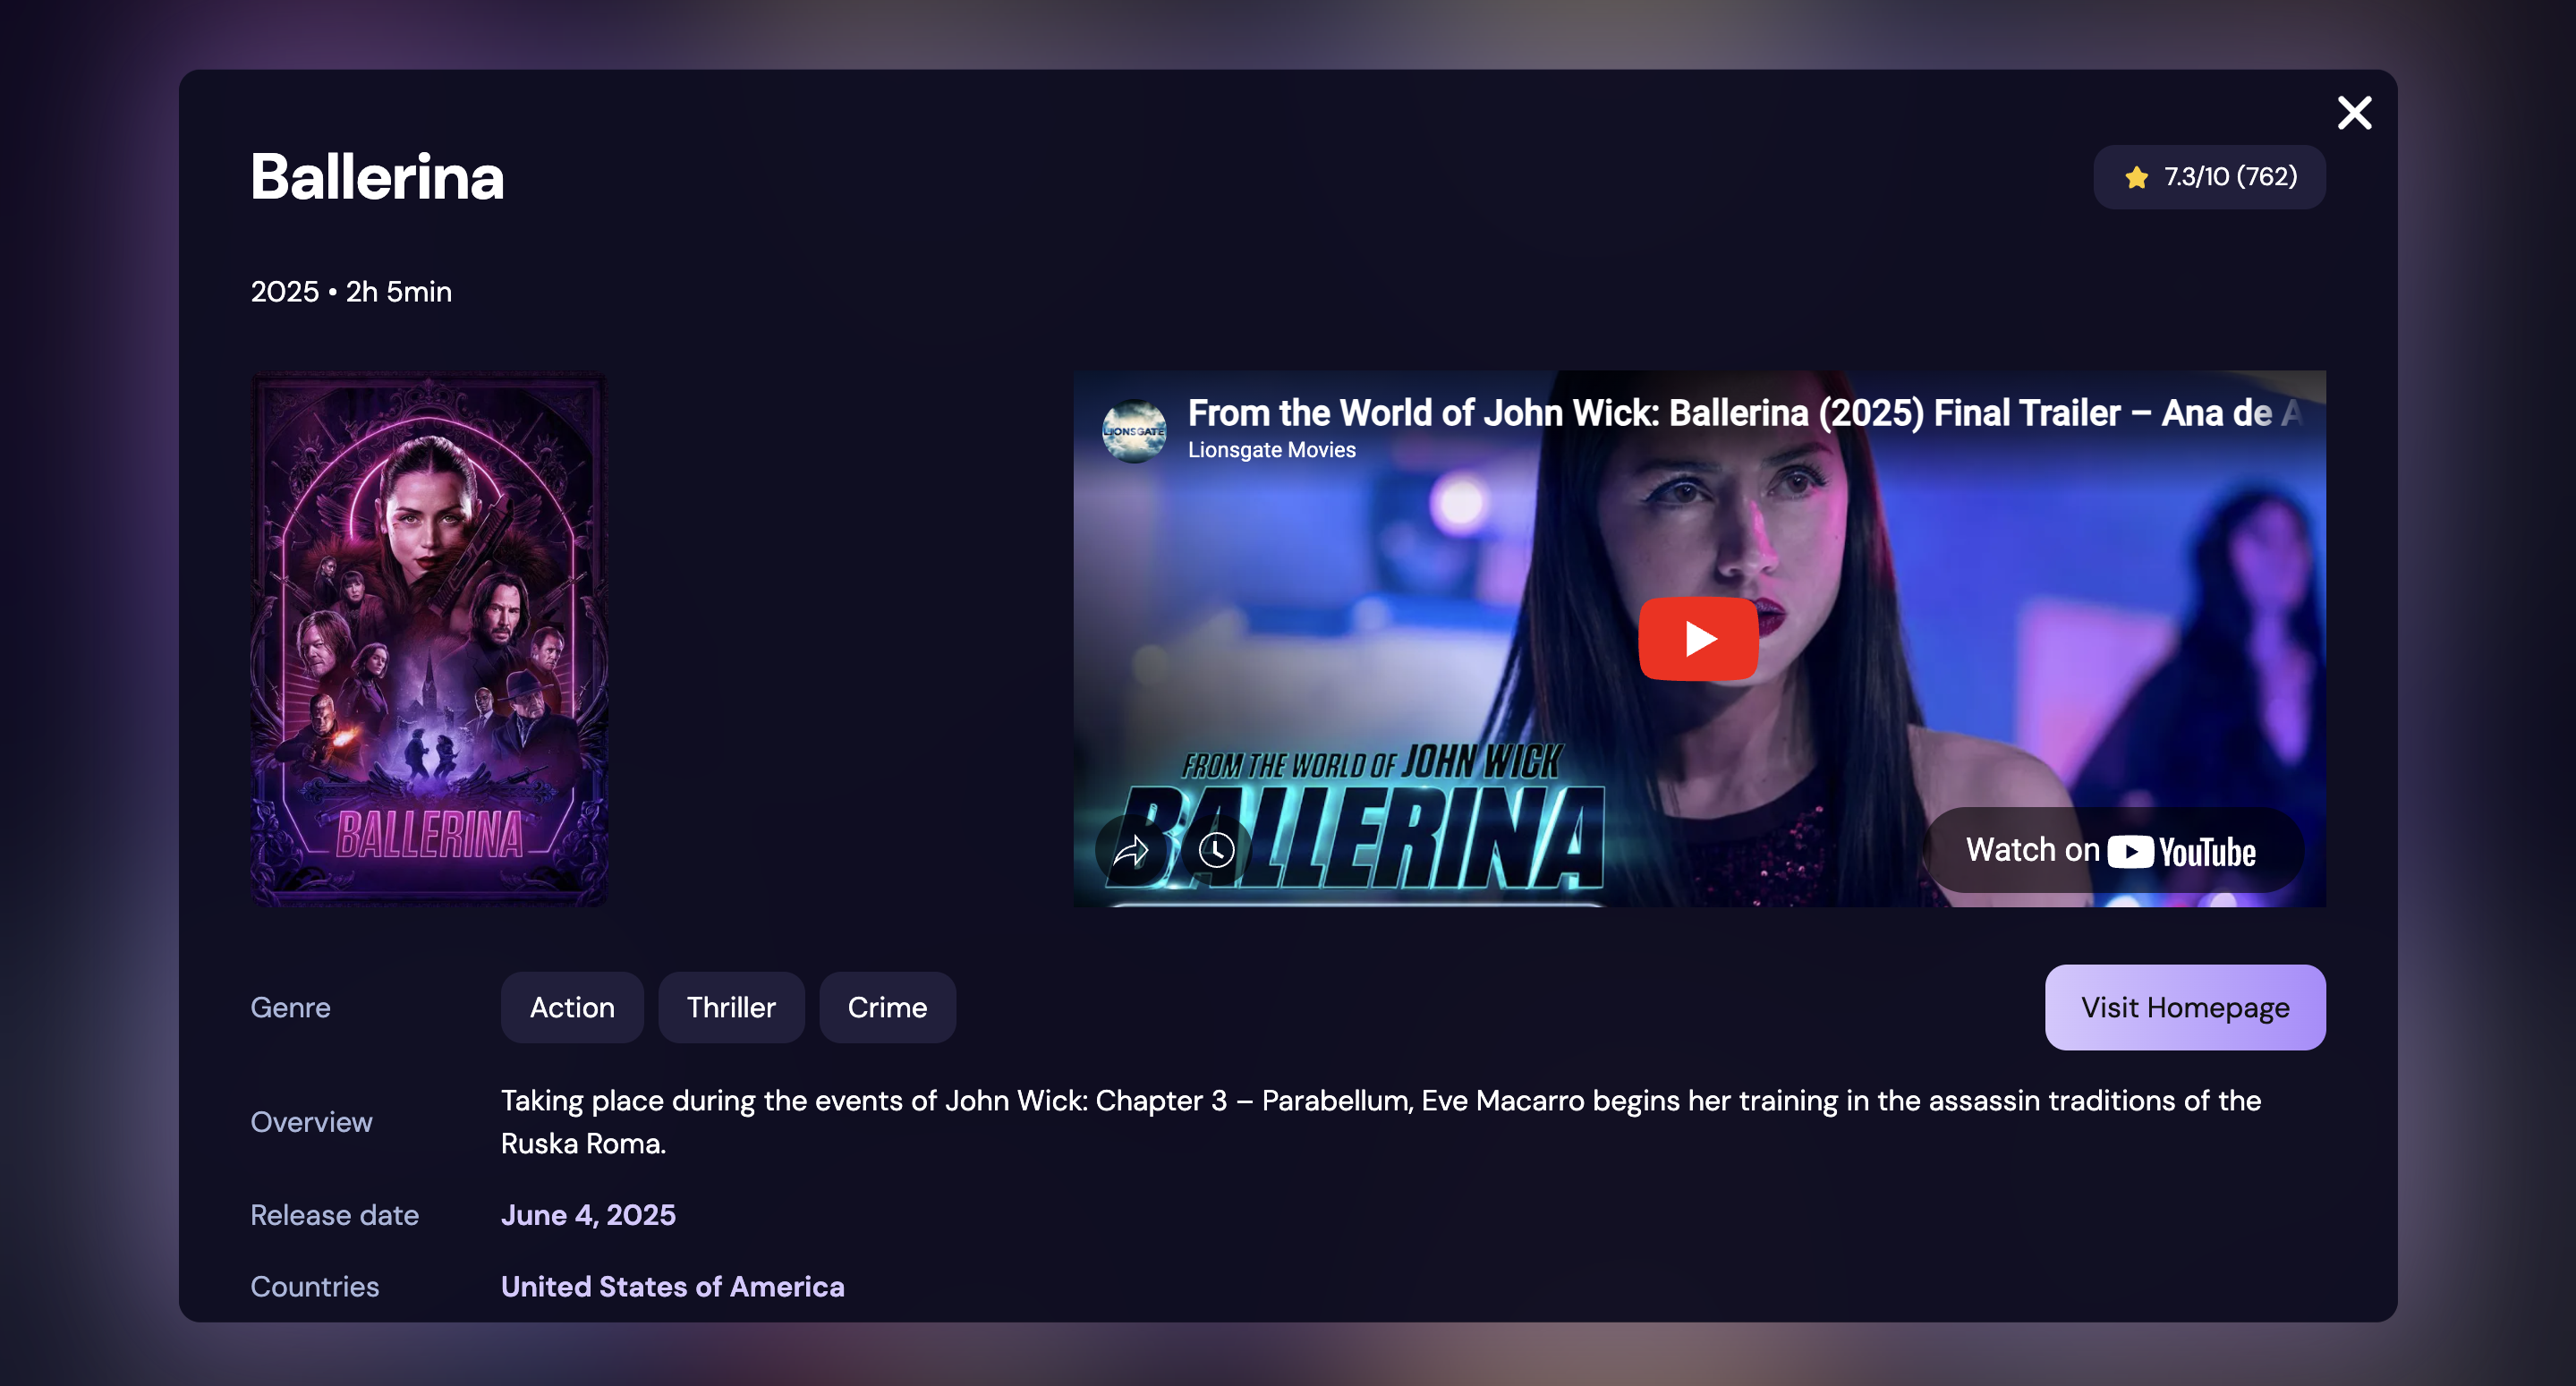 Ballerina
7.3/10 (762)
2025 • 2h 5min
BALLERINA
LIONSGATE
From the World of John Wick: Ballerina (2025) Final Trailer – Ana de A
Lionsgate Movies
FROM THE WORLD OF JOHN WICK
BALLERINA
Watch on YouTube
Genre
Action
Thriller
Crime
Visit Homepage
Overview
Taking place during the events of John Wick: Chapter 3 – Parabellum, Eve Macarro begins her training in the assassin traditions of the
Ruska Roma.
Release date
June 4, 2025
Countries
United States of America